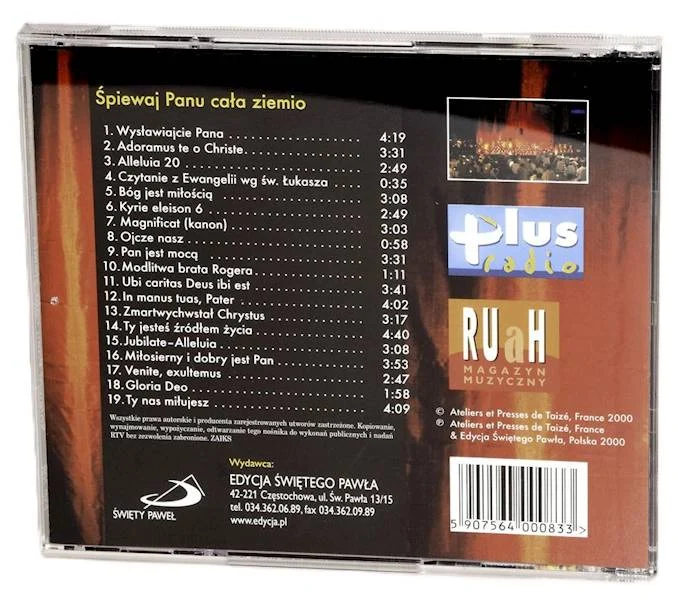 Śpiewaj Panu cała ziemio
1. Wysławiajcie Pana 4:19
2. Adoramus te o Christe 3:31
3. Alleluia 20 2:49
4. Czytanie z Ewangelii wg św. Łukasza 0:35
5. Bóg jest miłością 3:08
6. Kyrie eleison 6 2:49
7. Magnificat (kanon) 3:03
8. Ojcze nasz 0:58
9. Pan jest mocą 3:31
10. Modlitwa brata Rogera 1:11
11. Ubi caritas Deus ibi est 3:41
12. In manus tuas, Pater 4:02
13. Zmartwychwstał Chrystus 3:17
14. Ty jesteś źródłem życia 4:40
15. Jubilate-Alleluia 3:08
16. Miłosierny i dobry jest Pan 3:53
17. Venite, exultemus 2:47
18. Gloria Deo 1:58
19. Ty nas miłujesz 4:09
Wszystkie prawa autorskie i producenta zarejestrowanych utworów zastrzeżone. Kopiowanie,
wynajmowanie, wypożyczanie, odtwarzanie tego nośnika do wykonań publicznych i nadań
RTV bez zezwolenia zabronione. ZAIKS
ŚWIĘTY PAWEŁ
Wydawca:
EDYCJA ŚWIĘTEGO PAWŁA
42-221 Częstochowa, ul. Św. Pawła 13/15
tel. 034.362.06.89, fax 034.362.09.89
www.edycja.pl
plus
radio
RUaH
MAGAZYN
MUZYCZNY
© Ateliers et Presses de Taizé, France 2000
℗ Ateliers et Presses de Taizé, France
& Edycja Świętego Pawła, Polska 2000
5 907564 000833 >